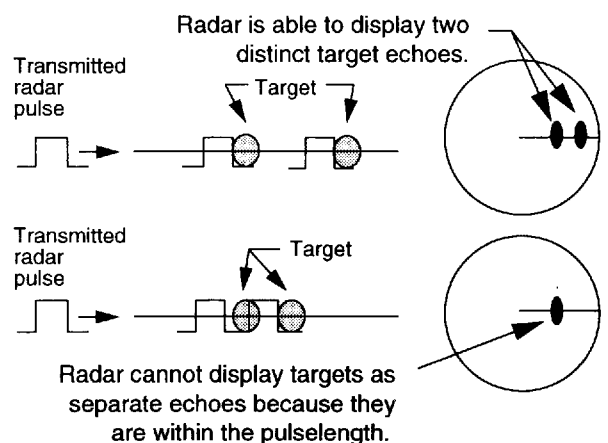 Radar is able to display two
distinct target echoes.
Transmitted
radar
pulse
Target
Transmitted
radar
pulse
Target
Radar cannot display targets as
separate echoes because they
are within the pulselength.